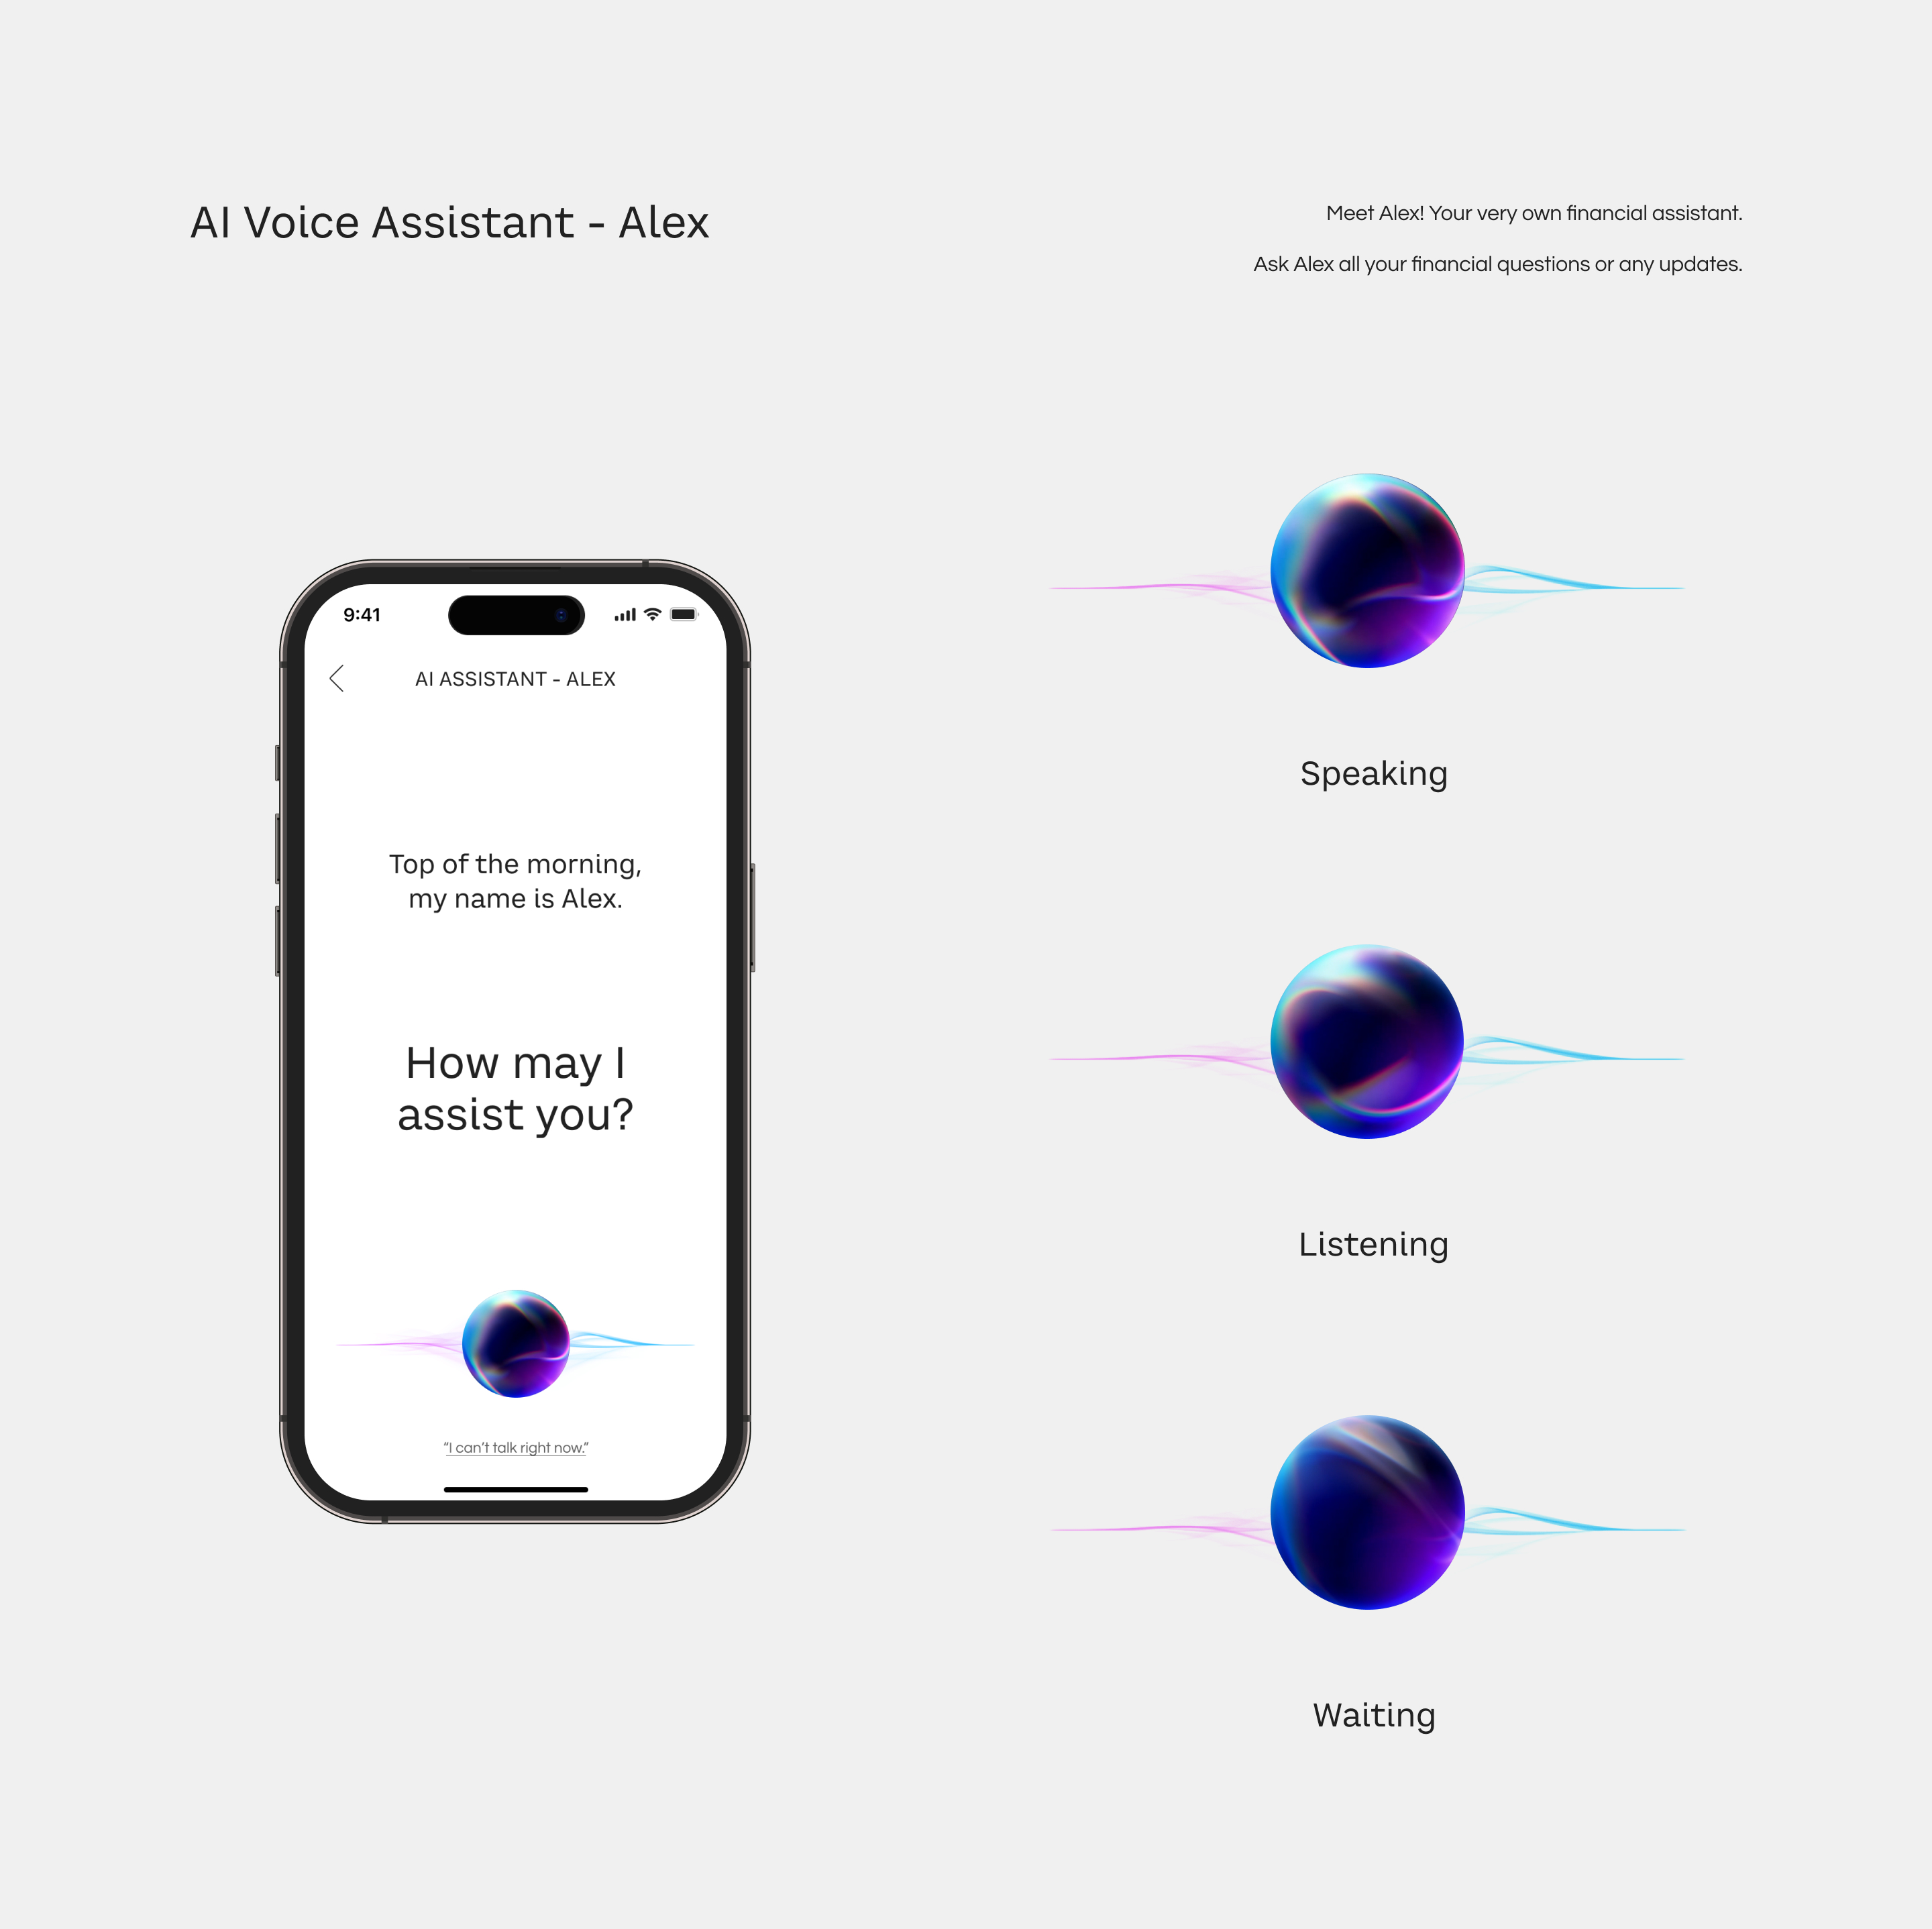 AI Voice Assistant - Alex
Meet Alex! Your very own financial assistant.
Ask Alex all your financial questions or any updates.
9:41
AI ASSISTANT - ALEX
Top of the morning,
my name is Alex.
How may I
assist you?
“I can’t talk right now.”
Speaking
Listening
Waiting